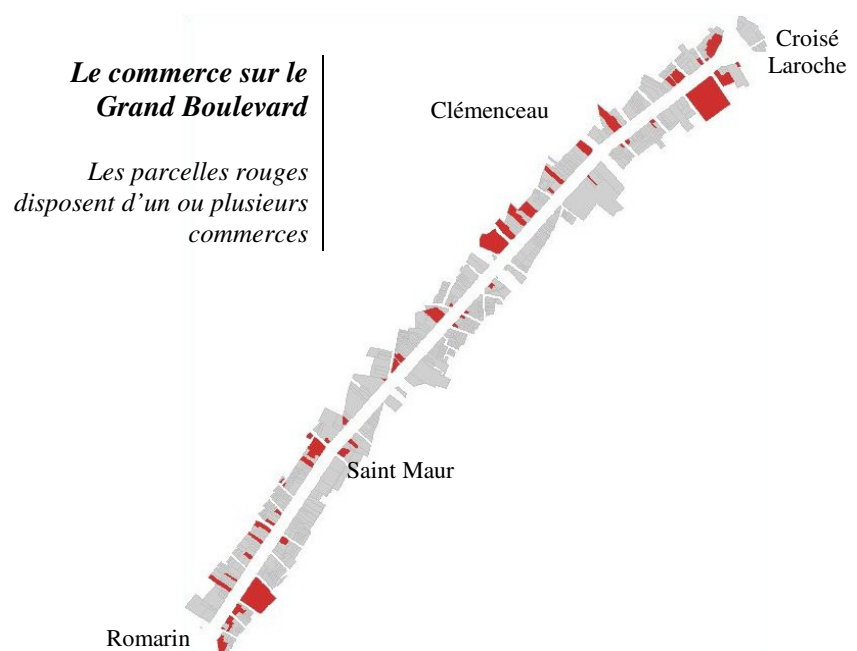 Le commerce sur le
Grand Boulevard
Les parcelles rouges
disposent d'un ou plusieurs
commerces
Croisé
Laroche
Clémenceau
Saint Maur
Romarin